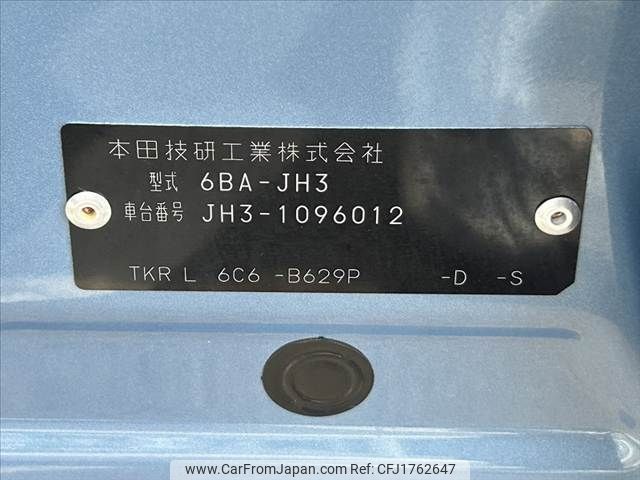 本田技研工業株式会社
型式 6BA-JH3
車台番号 JH3-1096012
TKR L 6C6 -B629P -D -S
www.CarFromJapan.com | CFJ1762647